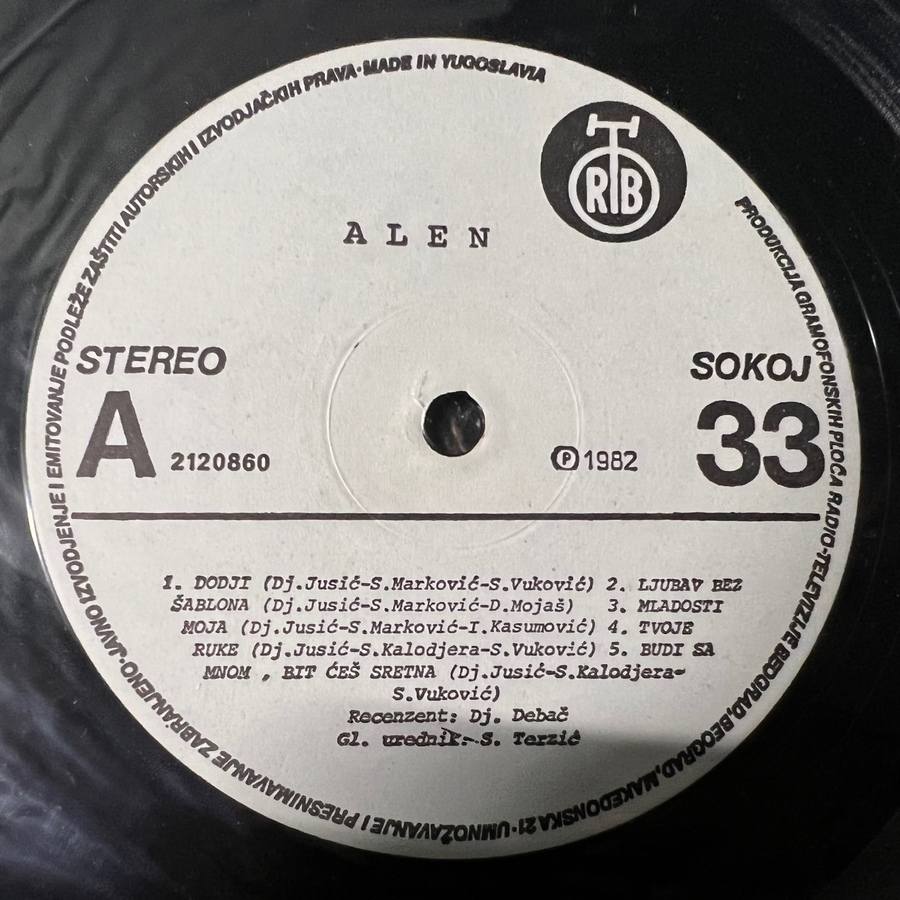 PRODUKCIJA GRAMOFONSKIH PLOČA RADIO-TELEVIZIJE BEOGRAD, BEOGRAD, MAKEDONSKA 21 · UMNOŽAVANJE I PRESNIMAVANJE ZABRANJENO · JAVNO IZVODJENJE I EMITOVANJE PODLEŽE ZAŠTITI AUTORSKIH I IZVODJAČKIH PRAVA · MADE IN YUGOSLAVIA
RTB
ALEN
STEREO
SOKOJ
A 2120860
Ⓟ 1982
33
1. DODJI (Dj.Jusić-S.Marković-S.Vuković) 2. LJUBAV BEZ
ŠABLONA (Dj.Jusić-S.Marković-D.Mojaš) 3. MLADOSTI
MOJA (Dj.Jusić-S.Marković-I.Kasumović) 4. TVOJE
RUKE (Dj.Jusić-S.Kalodjera-S.Vuković) 5. BUDI SA
MNOM , BIT ĆEŠ SRETNA (Dj.Jusić-S.Kalodjera-
S.Vuković)
Recenzent: Dj. Debač
Gl. urednik: S. Terzić